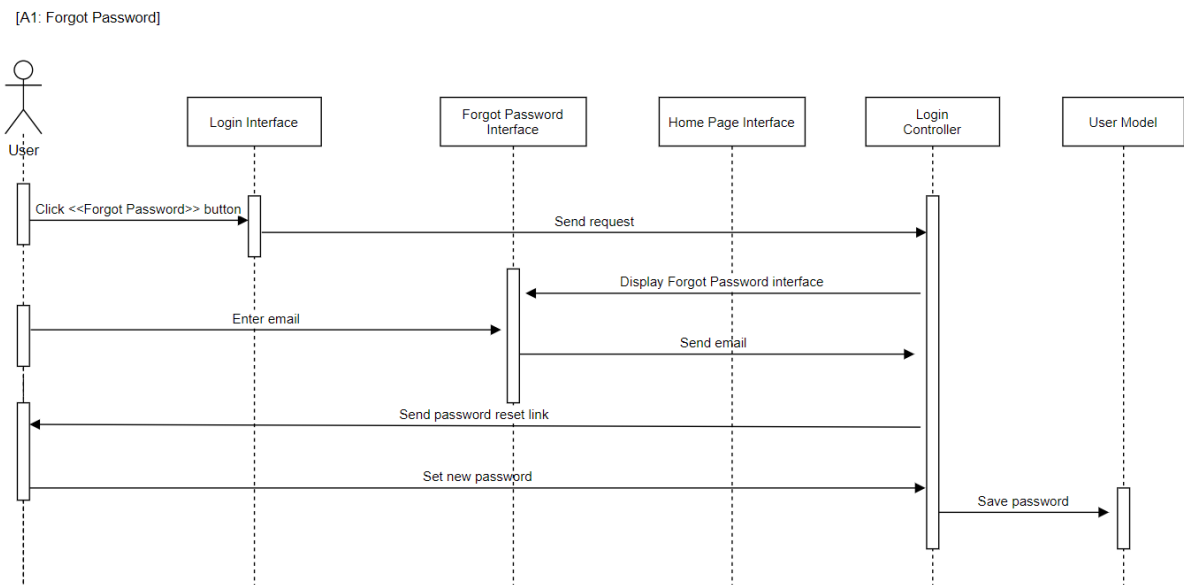 [A1: Forgot Password]
User
Login Interface
Forgot Password
Interface
Home Page Interface
Login
Controller
User Model
Click <<Forgot Password>> button
Send request
Display Forgot Password interface
Enter email
Send email
Send password reset link
Set new password
Save password